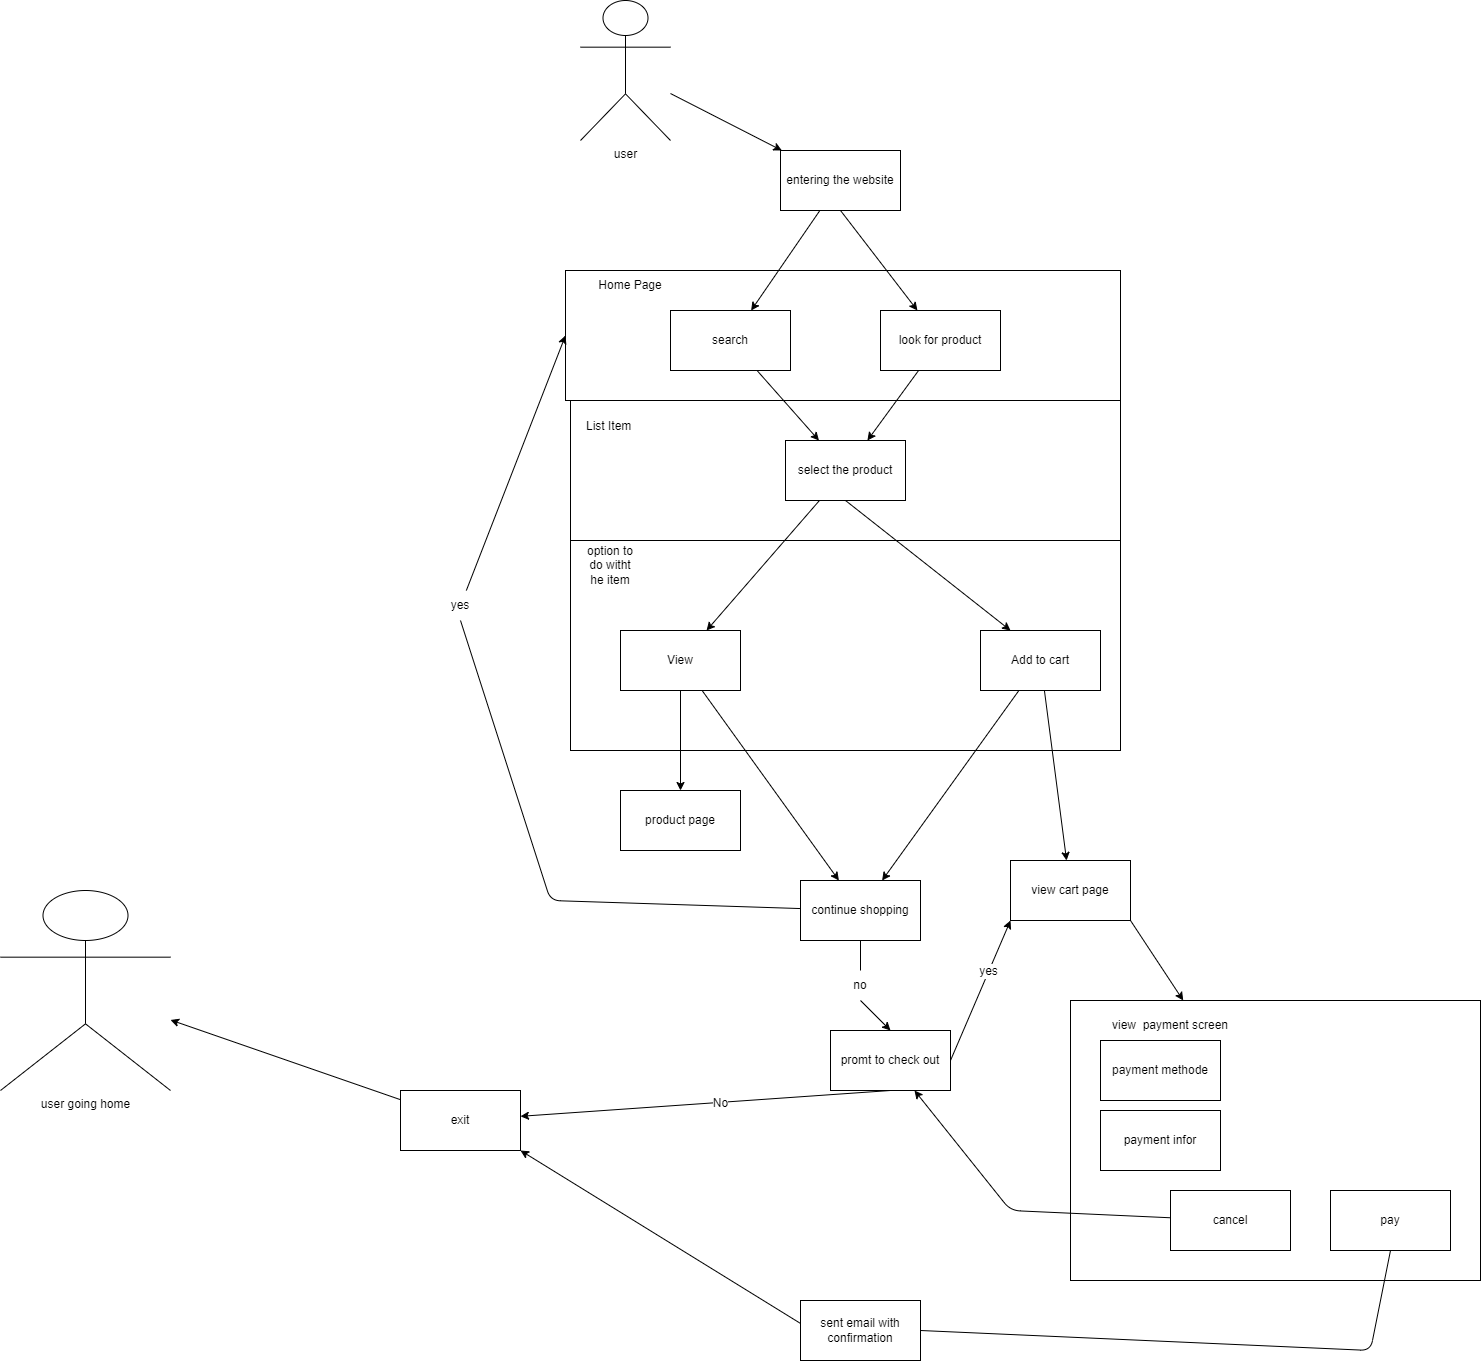 user
entering the website
Home Page
search
look for product
List Item
select the product
option to
do witht
he item
yes
View
Add to cart
product page
continue shopping
view cart page
no
yes
promt to check out
No
exit
user going home
view  payment screen
payment methode
payment infor
cancel
pay
sent email with
confirmation